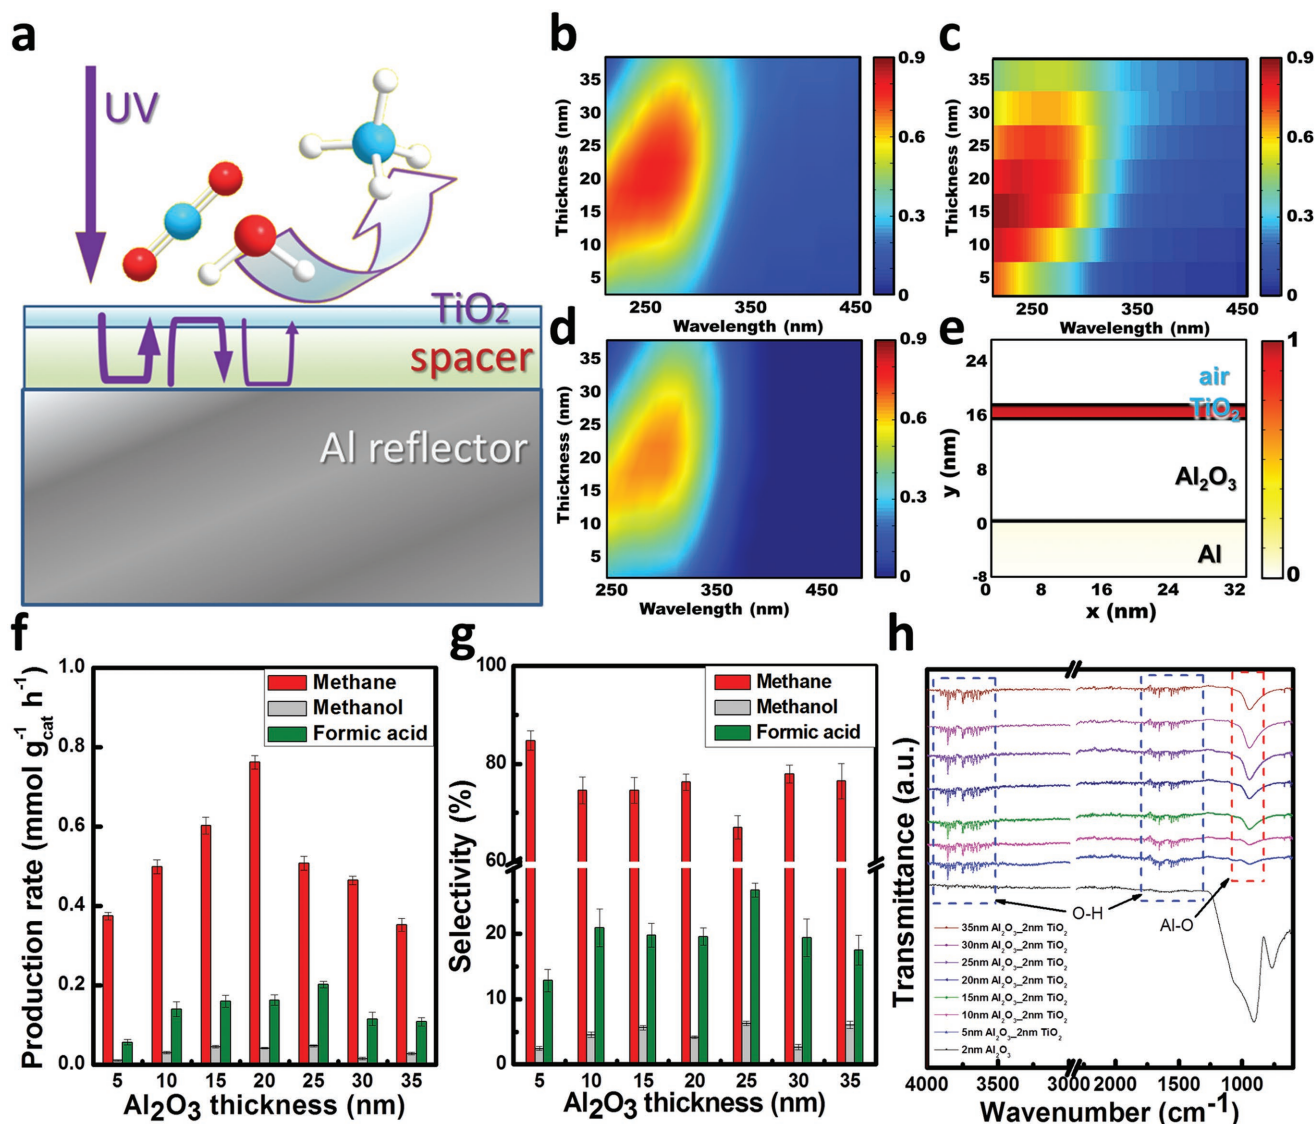 a
UV
TiO2
spacer
Al reflector
b
Thickness (nm)
35
30
25
20
15
10
5
250
350
450
Wavelength (nm)
0.9
0.6
0.3
0
c
Thickness (nm)
35
30
25
20
15
10
5
250
350
450
Wavelength (nm)
0.9
0.6
0.3
0
d
Thickness (nm)
35
30
25
20
15
10
5
250
350
450
Wavelength (nm)
0.9
0.6
0.3
0
e
y (nm)
24
16
8
0
-8
air
TiO2
Al2O3
Al
0
8
16
24
32
x (nm)
1
0
f
Production rate (mmol g-1cat h-1)
1.0
0.8
0.6
0.4
0.2
0.0
Methane
Methanol
Formic acid
5 10 15 20 25 30 35
Al2O3 thickness (nm)
g
Selectivity (%)
100
80
60
20
10
0
Methane
Methanol
Formic acid
5 10 15 20 25 30 35
Al2O3 thickness (nm)
h
Transmittance (a.u.)
O-H
Al-O
35nm Al2O3_2nm TiO2
30nm Al2O3_2nm TiO2
25nm Al2O3_2nm TiO2
20nm Al2O3_2nm TiO2
15nm Al2O3_2nm TiO2
10nm Al2O3_2nm TiO2
5nm Al2O3_2nm TiO2
2nm Al2O3
4000 3500 2000 1000
Wavenumber (cm-1)